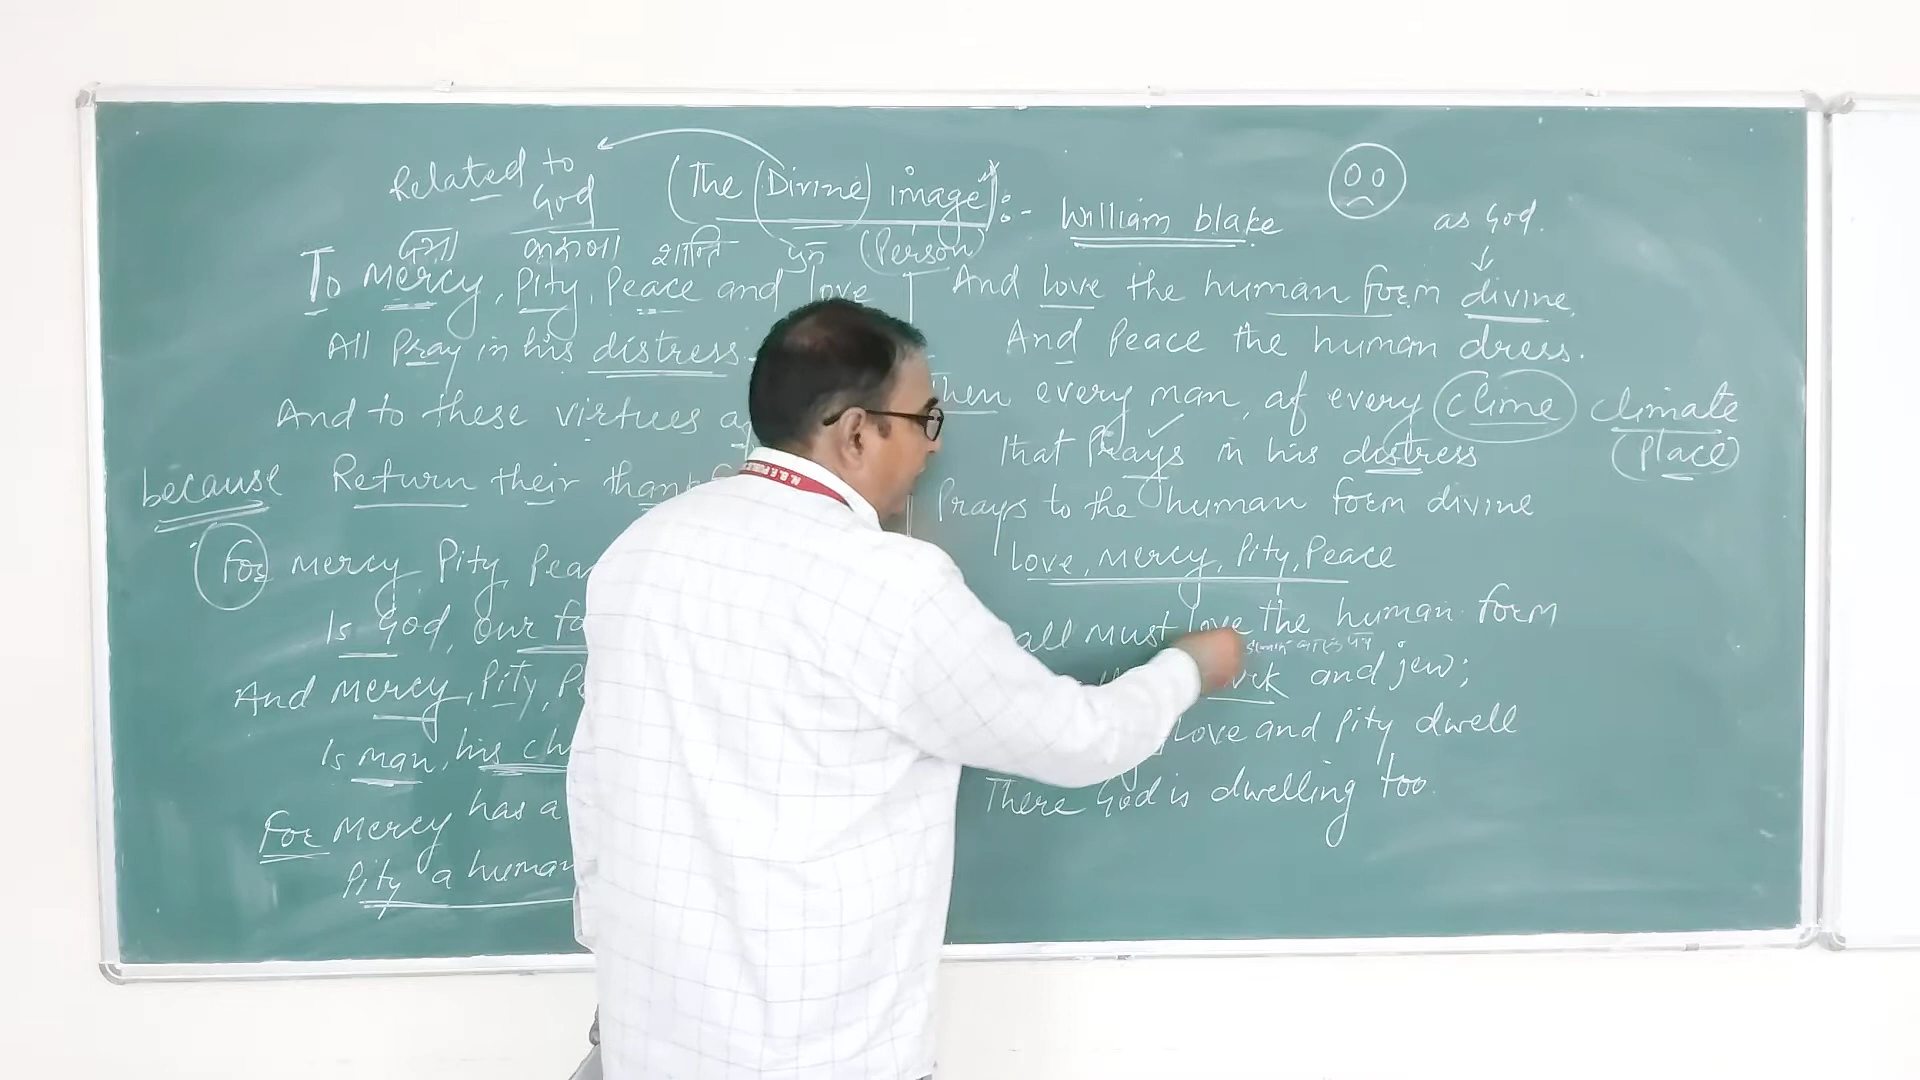 Related to
God
(The (Divine) image) :- William blake
(Person)
as God.
दया करुणा शान्ति
To Mercy, Pity, Peace and love
All Pray in his distress
And to these virtues
because Return their thank
For mercy Pity, Pea
Is God, our fa
And Mercy, Pity, Pe
Is man, his ch
For Mercy has a
Pity a human
And love the human form divine,
And Peace the human dress.
then every man, of every (clime) climate
(Place)
that Prays in his distress
Prays to the human form divine
Love, Mercy, Pity, Peace
all must love the human form
and jew;
Love and Pity dwell
There God is dwelling too.